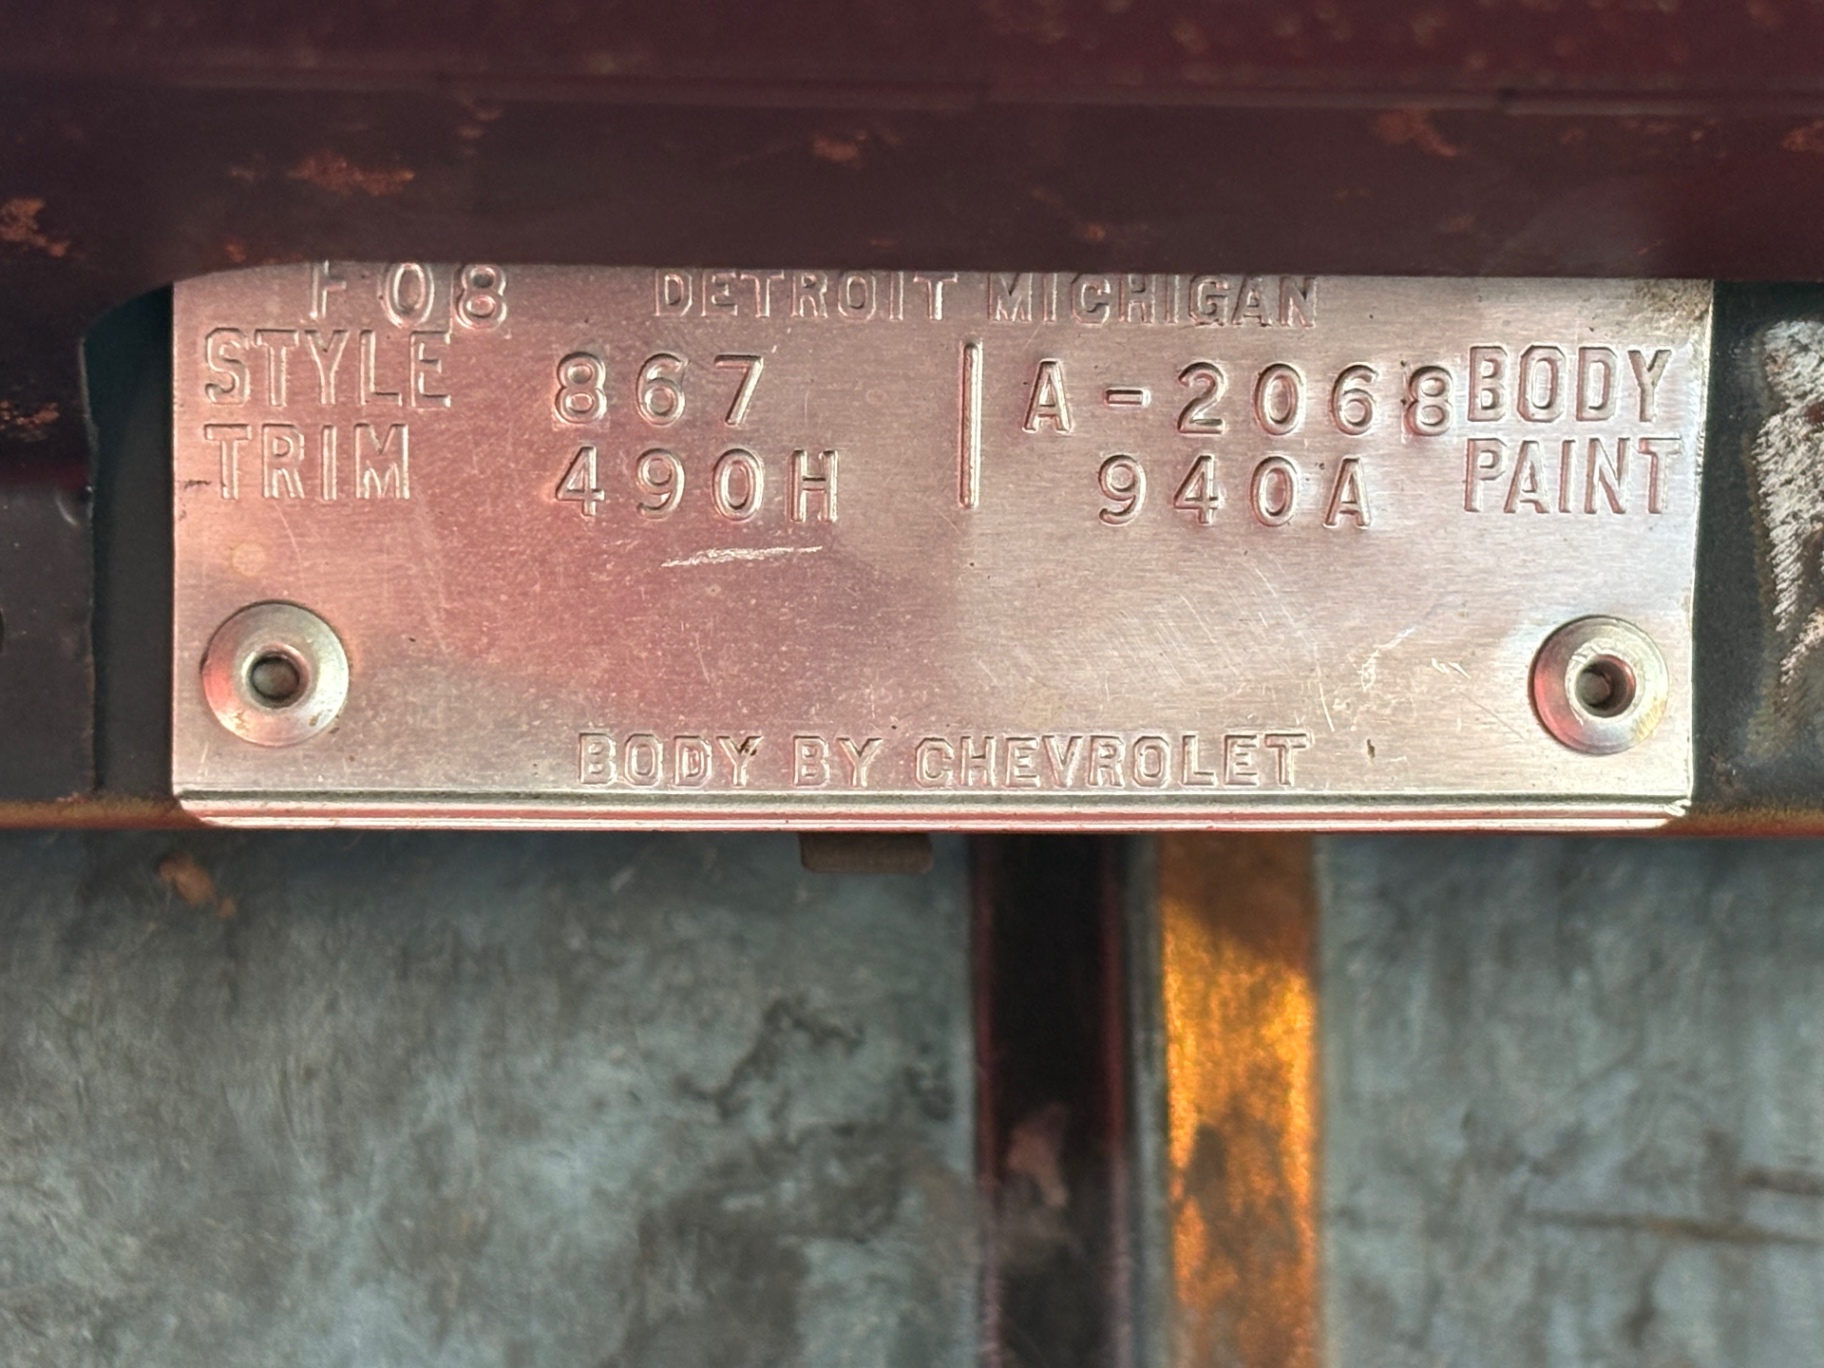 F08 DETROIT MICHIGAN
STYLE 867 | A-2068 BODY
TRIM 490H | 940A PAINT
BODY BY CHEVROLET